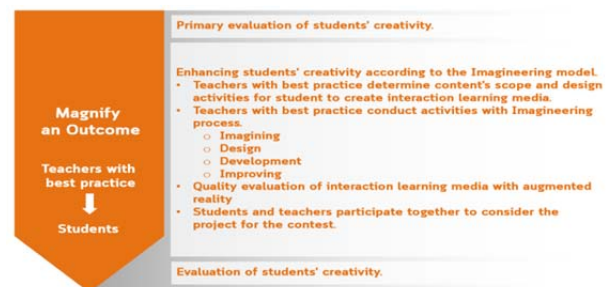 Magnify
an Outcome
Teachers with
best practice
Students
Primary evaluation of students' creativity.
Enhancing students' creativity according to the Imagineering model.
• Teachers with best practice determine content's scope and design
activities for student to create interaction learning media.
• Teachers with best practice conduct activities with Imagineering
process.
o Imagining
o Design
o Development
o Improving
• Quality evaluation of interaction learning media with augmented
reality
• Students and teachers participate together to consider the
project for the contest.
Evaluation of students' creativity.